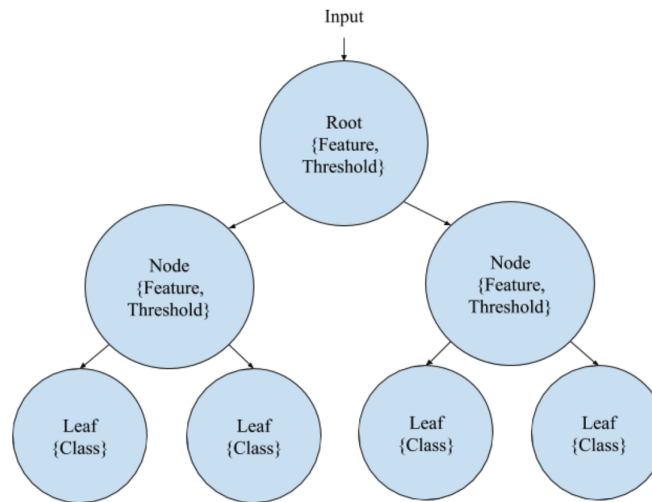 Input
Root
{Feature,
Threshold}
Node
{Feature,
Threshold}
Node
{Feature,
Threshold}
Leaf
{Class}
Leaf
{Class}
Leaf
{Class}
Leaf
{Class}